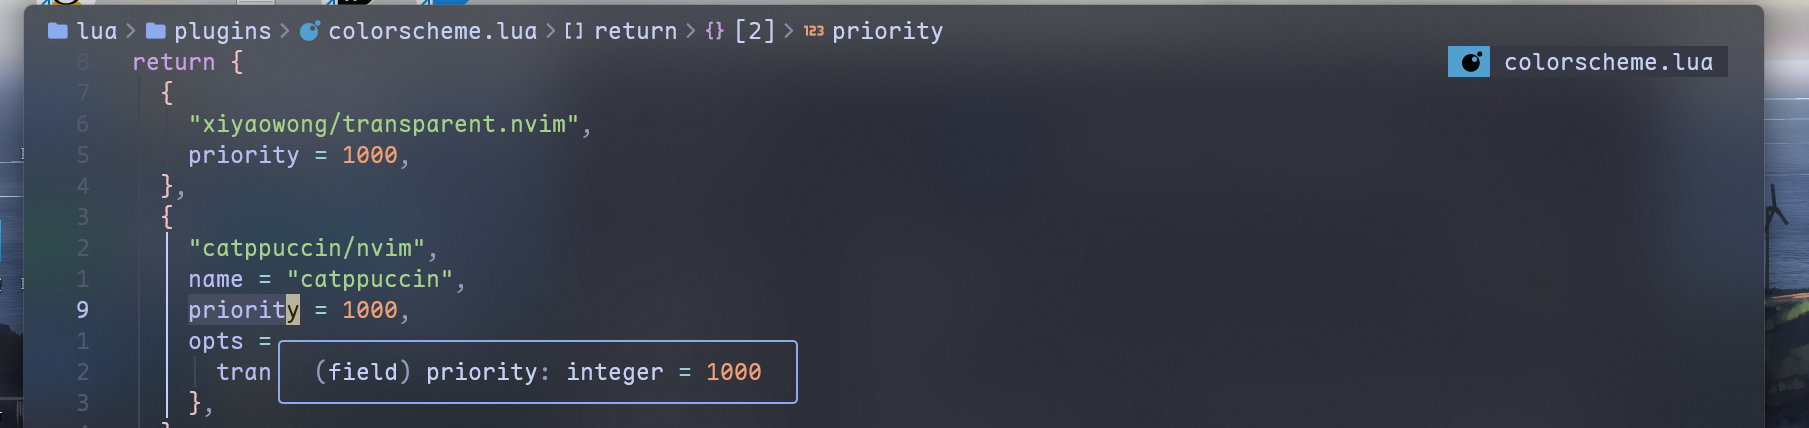 lua > plugins > colorscheme.lua > [] return > {} [2] > 123 priority
8 return {
colorscheme.lua
7 {
6 "xiyaowong/transparent.nvim",
5 priority = 1000,
4 },
3 {
2 "catppuccin/nvim",
1 name = "catppuccin",
9 priority = 1000,
1 opts =
2 tran
(field) priority: integer = 1000
3 },